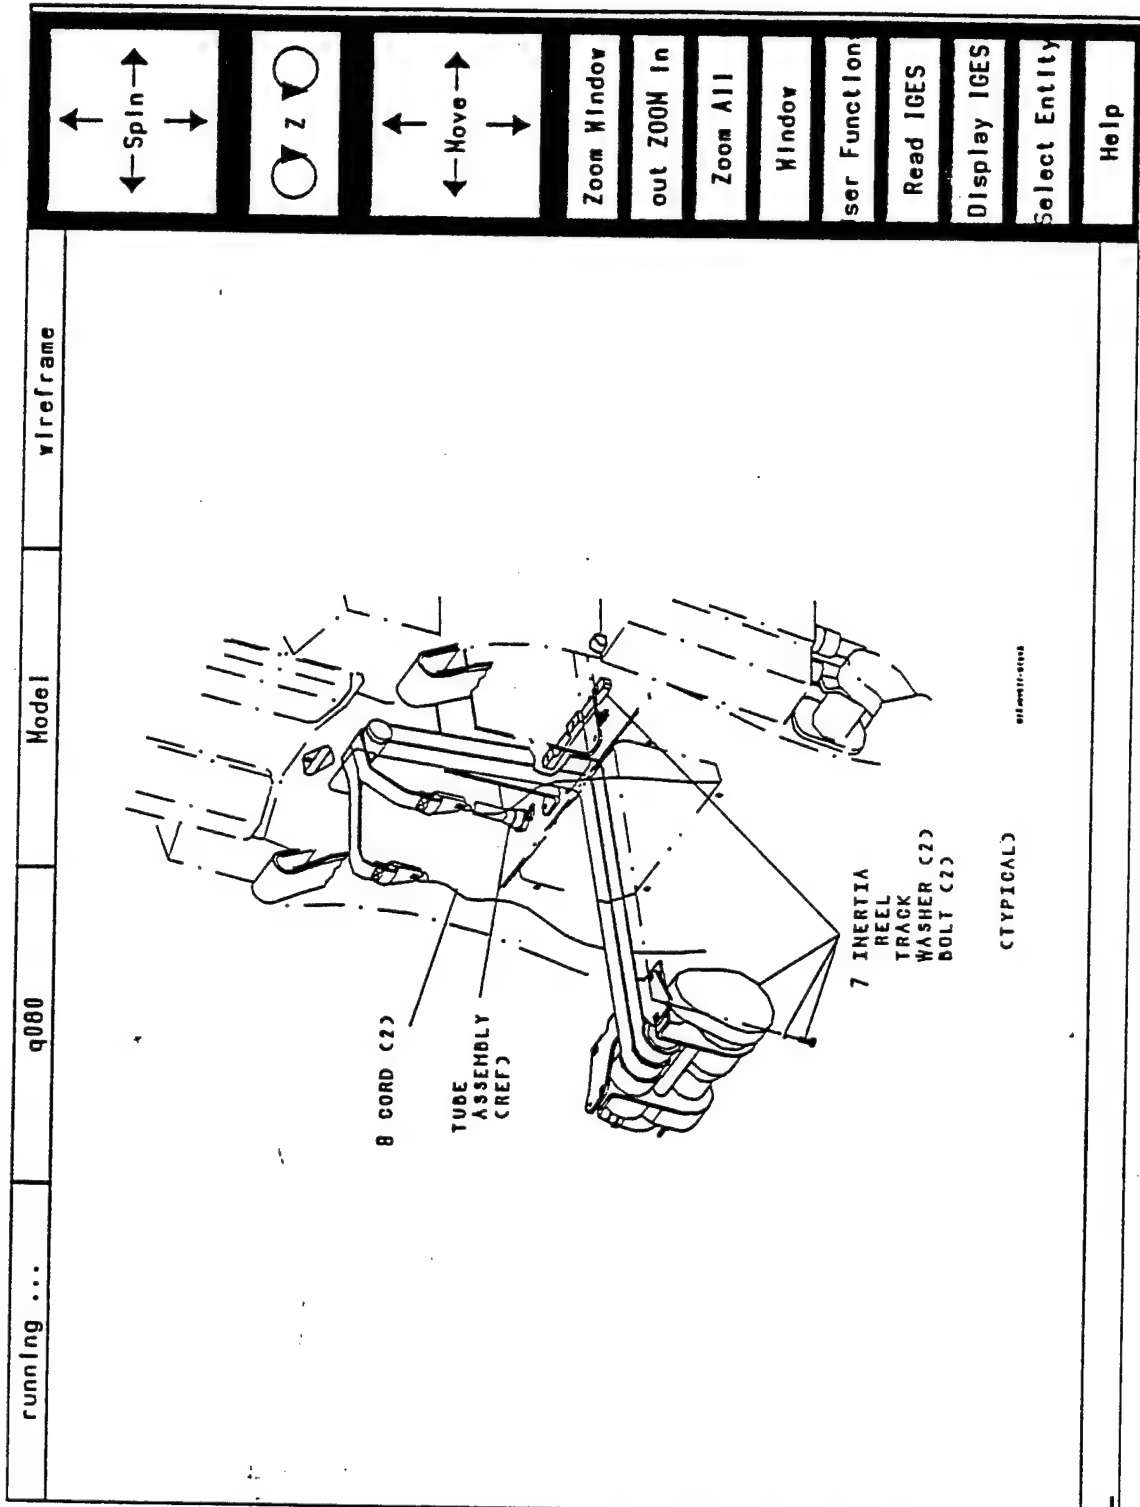 running ...
q080
Model
wireframe
Spin
Z
Move
Zoom Window
out ZOOM In
Zoom All
Window
ser Function
Read IGES
Display IGES
Select Entity
Help
8 CORD (2)
TUBE
ASSEMBLY
(REF)
7 INERTIA
REEL
TRACK
WASHER (2)
BOLT (2)
(TYPICAL)